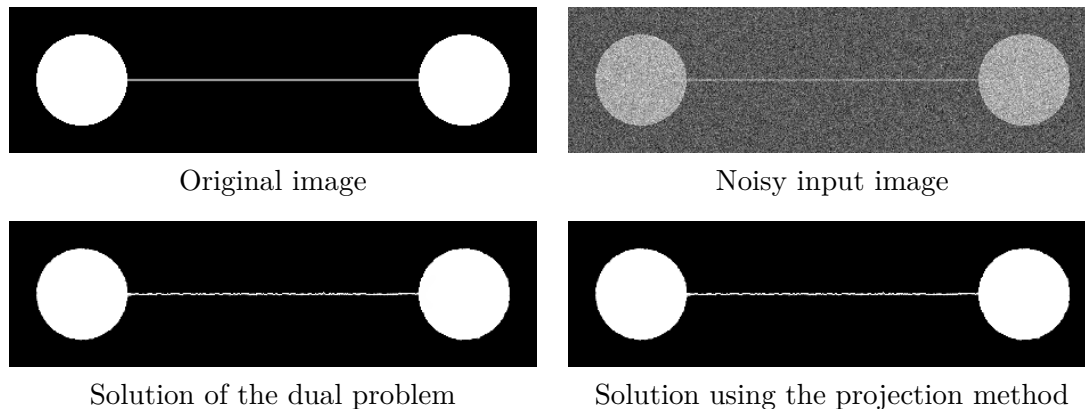 Original image
Noisy input image
Solution of the dual problem
Solution using the projection method